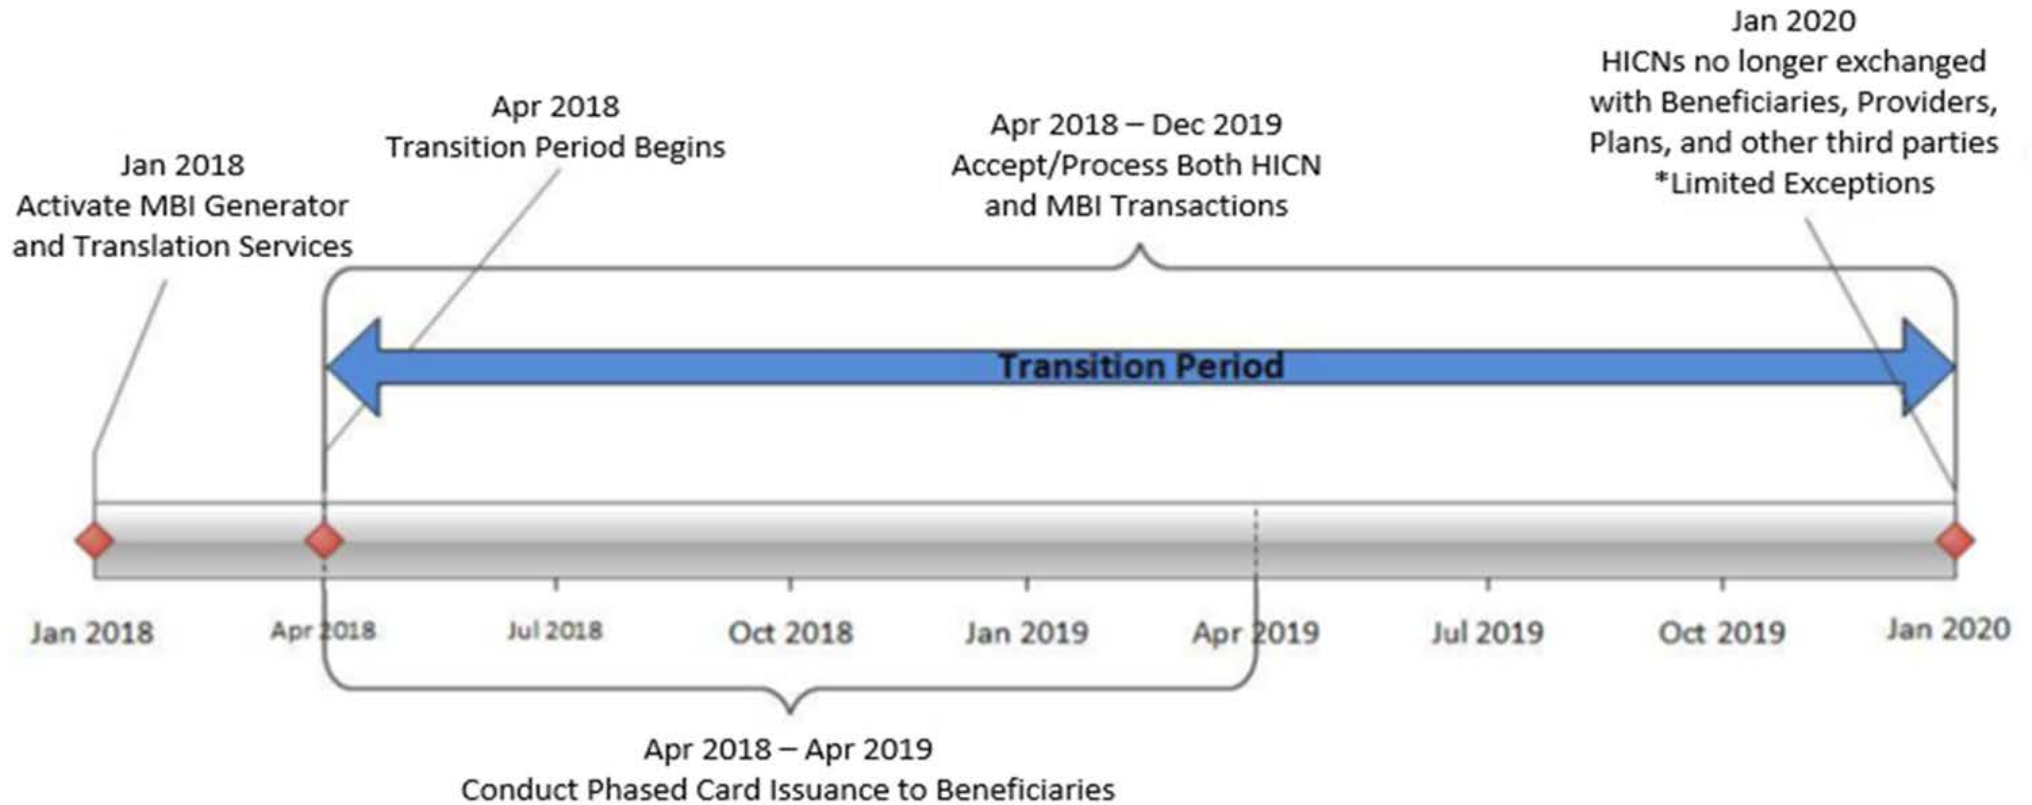 Jan 2018
Activate MBI Generator
and Translation Services
Apr 2018
Transition Period Begins
Apr 2018 – Dec 2019
Accept/Process Both HICN
and MBI Transactions
Jan 2020
HICNs no longer exchanged
with Beneficiaries, Providers,
Plans, and other third parties
*Limited Exceptions
Transition Period
Jan 2018
Apr 2018
Jul 2018
Oct 2018
Jan 2019
Apr 2019
Jul 2019
Oct 2019
Jan 2020
Apr 2018 – Apr 2019
Conduct Phased Card Issuance to Beneficiaries